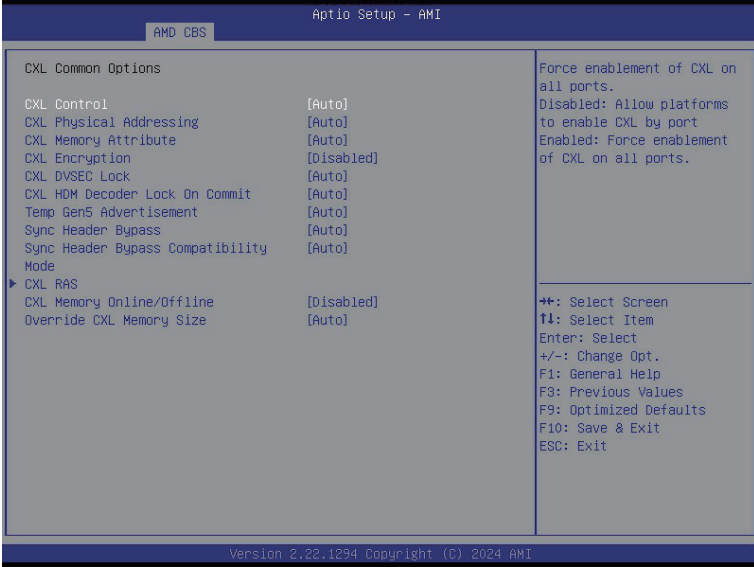 Aptio Setup – AMI
AMD CBS
CXL Common Options
CXL Control [Auto]
CXL Physical Addressing [Auto]
CXL Memory Attribute [Auto]
CXL Encryption [Disabled]
CXL DVSEC Lock [Auto]
CXL HDM Decoder Lock On Commit [Auto]
Temp Gen5 Advertisement [Auto]
Sync Header Bypass [Auto]
Sync Header Bypass Compatibility [Auto]
Mode
CXL RAS
CXL Memory Online/Offline [Disabled]
Override CXL Memory Size [Auto]
Force enablement of CXL on
all ports.
Disabled: Allow platforms
to enable CXL by port
Enabled: Force enablement
of CXL on all ports.
→←: Select Screen
↑↓: Select Item
Enter: Select
+/-: Change Opt.
F1: General Help
F3: Previous Values
F9: Optimized Defaults
F10: Save & Exit
ESC: Exit
Version 2.22.1294 Copyright (C) 2024 AMI